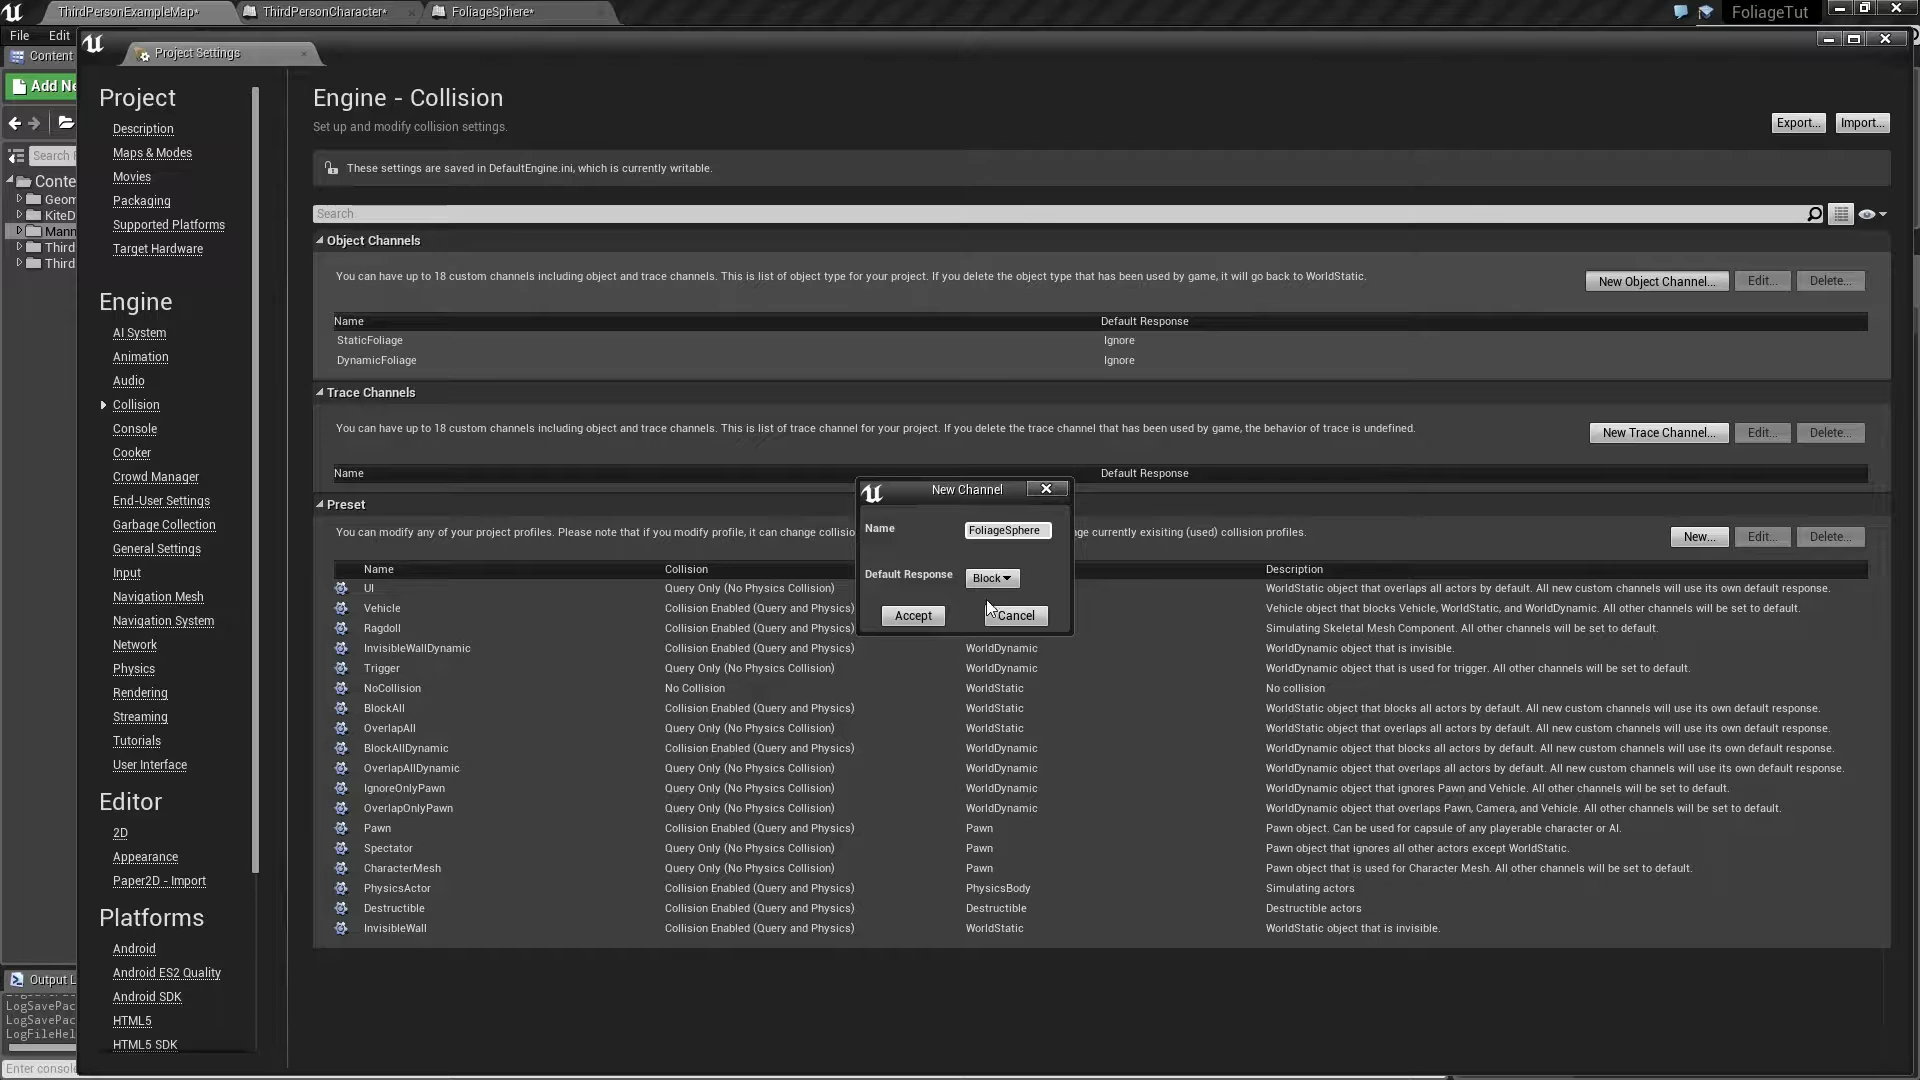 ThirdPersonExampleMap*
ThirdPersonCharacter*
FoliageSphere*
FoliageTut
File
Edit
Content
Project Settings
Add Ne
Search
Conte
Geom
KiteD
Mann
Third
Third
Project
Description
Maps & Modes
Movies
Packaging
Supported Platforms
Target Hardware
Engine
AI System
Animation
Audio
Collision
Console
Cooker
Crowd Manager
End-User Settings
Garbage Collection
General Settings
Input
Navigation Mesh
Navigation System
Network
Physics
Rendering
Streaming
Tutorials
User Interface
Editor
2D
Appearance
Paper2D - Import
Platforms
Android
Android ES2 Quality
Android SDK
HTML5
HTML5 SDK
Output L
LogSavePac
LogSavePac
LogFileHel
Enter consol
Engine - Collision
Set up and modify collision settings.
Export...
Import...
These settings are saved in DefaultEngine.ini, which is currently writable.
Search
Object Channels
You can have up to 18 custom channels including object and trace channels. This is list of object type for your project. If you delete the object type that has been used by game, it will go back to WorldStatic.
New Object Channel...
Edit...
Delete...
Name Default Response
StaticFoliage Ignore
DynamicFoliage Ignore
Trace Channels
You can have up to 18 custom channels including object and trace channels. This is list of trace channel for your project. If you delete the trace channel that has been used by game, the behavior of trace is undefined.
New Trace Channel...
Edit...
Delete...
Name Default Response
Preset
You can modify any of your project profiles. Please note that if you modify profile, it can change collisio
ge currently exisiting (used) collision profiles.
New...
Edit...
Delete...
New Channel
Name FoliageSphere
Default Response Block
Accept
Cancel
Name Collision Description
UI Query Only (No Physics Collision) WorldStatic object that overlaps all actors by default. All new custom channels will use its own default response.
Vehicle Collision Enabled (Query and Physics) Vehicle object that blocks Vehicle, WorldStatic, and WorldDynamic. All other channels will be set to default.
Ragdoll Collision Enabled (Query and Physics) Simulating Skeletal Mesh Component. All other channels will be set to default.
InvisibleWallDynamic Collision Enabled (Query and Physics) WorldDynamic WorldDynamic object that is invisible.
Trigger Query Only (No Physics Collision) WorldDynamic WorldDynamic object that is used for trigger. All other channels will be set to default.
NoCollision No Collision WorldStatic No collision
BlockAll Collision Enabled (Query and Physics) WorldStatic WorldStatic object that blocks all actors by default. All new custom channels will use its own default response.
OverlapAll Query Only (No Physics Collision) WorldStatic WorldStatic object that overlaps all actors by default. All new custom channels will use its own default response.
BlockAllDynamic Collision Enabled (Query and Physics) WorldDynamic WorldDynamic object that blocks all actors by default. All new custom channels will use its own default response.
OverlapAllDynamic Query Only (No Physics Collision) WorldDynamic WorldDynamic object that overlaps all actors by default. All new custom channels will use its own default response.
IgnoreOnlyPawn Query Only (No Physics Collision) WorldDynamic WorldDynamic object that ignores Pawn and Vehicle. All other channels will be set to default.
OverlapOnlyPawn Query Only (No Physics Collision) WorldDynamic WorldDynamic object that overlaps Pawn, Camera, and Vehicle. All other channels will be set to default.
Pawn Collision Enabled (Query and Physics) Pawn Pawn object. Can be used for capsule of any playerable character or AI.
Spectator Query Only (No Physics Collision) Pawn Pawn object that ignores all other actors except WorldStatic.
CharacterMesh Query Only (No Physics Collision) Pawn Pawn object that is used for Character Mesh. All other channels will be set to default.
PhysicsActor Collision Enabled (Query and Physics) PhysicsBody Simulating actors
Destructible Collision Enabled (Query and Physics) Destructible Destructible actors
InvisibleWall Collision Enabled (Query and Physics) WorldStatic WorldStatic object that is invisible.